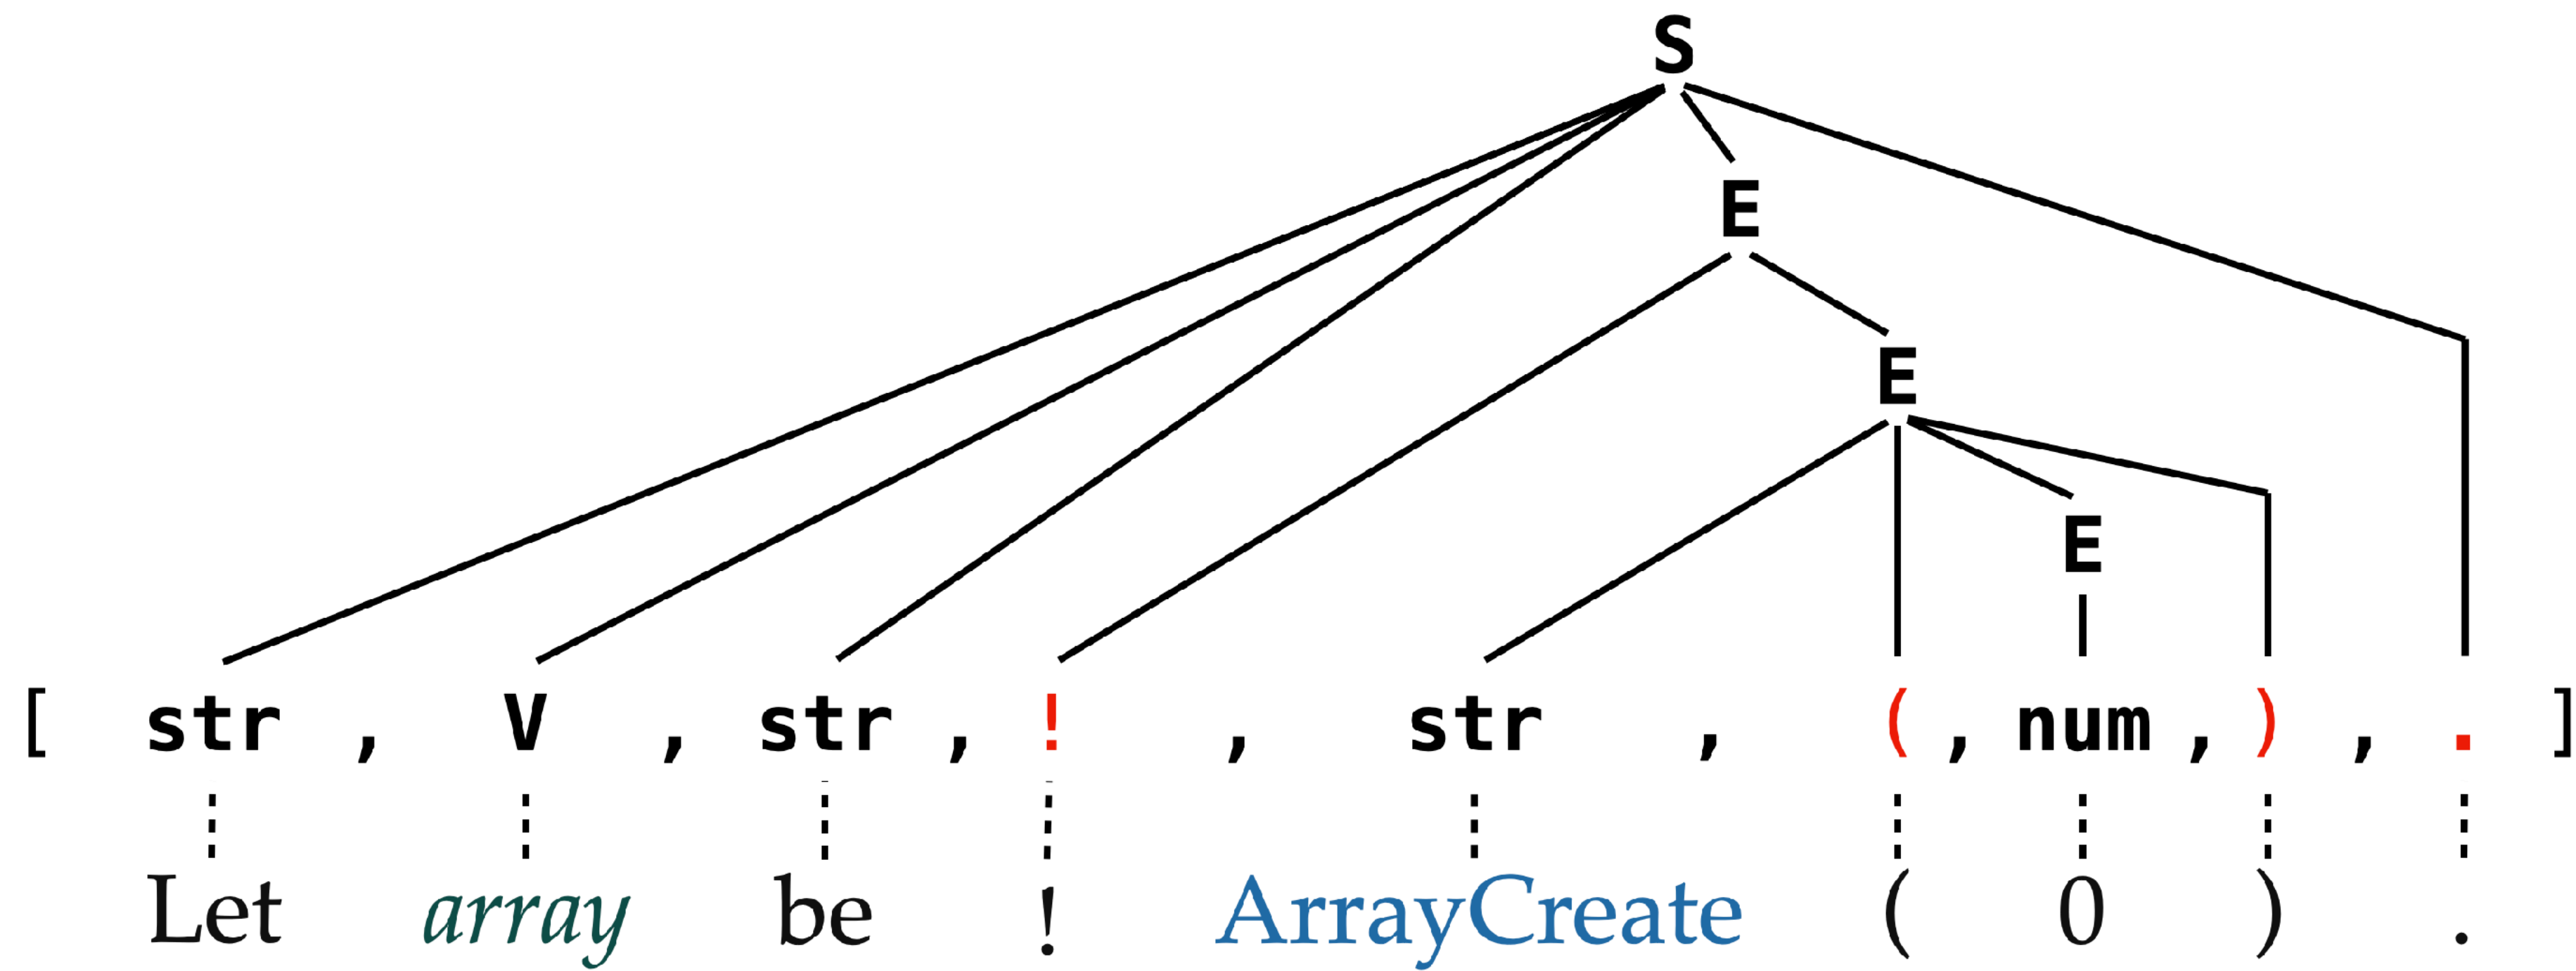 S
E
E
E
[ str , V , str , ! , str , ( , num , ) , . ]
Let array be ! ArrayCreate ( 0 ) .